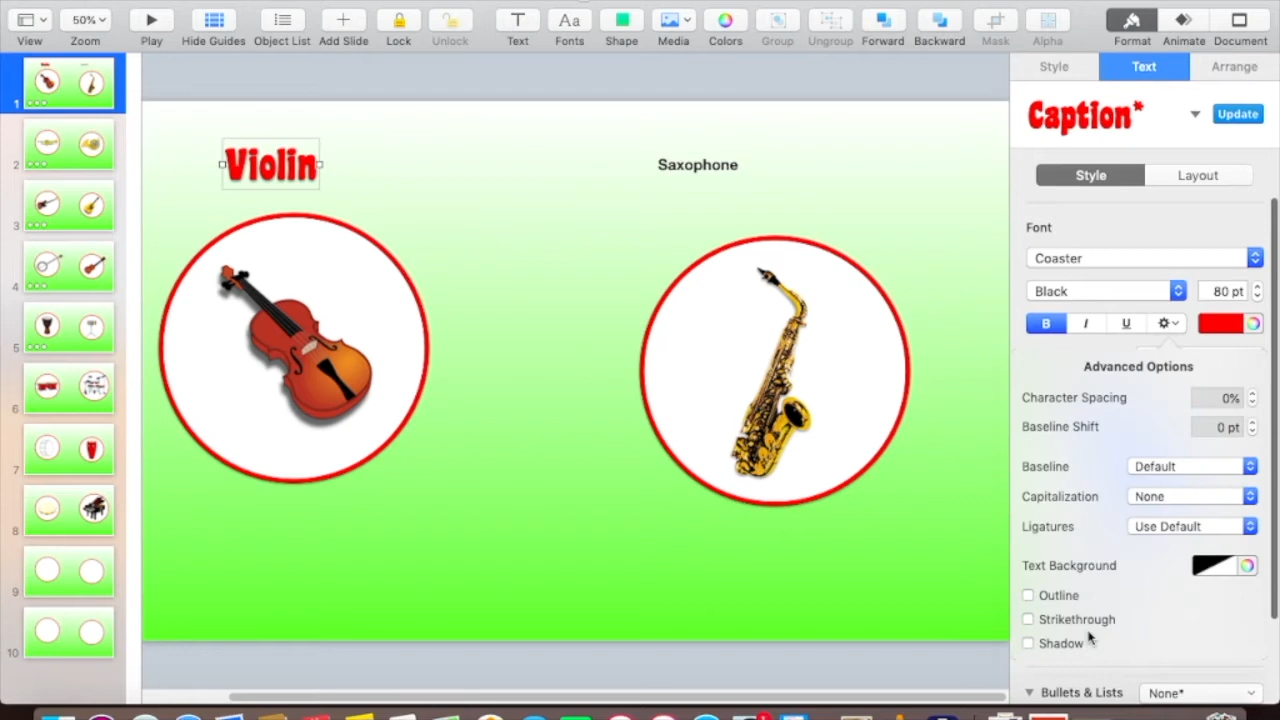 View 50% Zoom Play Hide Guides Object List Add Slide Lock Unlock Text Fonts Shape Media Colors Group Ungroup Forward Backward Mask Alpha Format Animate Document
Style Text Arrange
Caption* Update
Style Layout
Font
Coaster
Black 80 pt
B I U
Advanced Options
Character Spacing 0%
Baseline Shift 0 pt
Baseline Default
Capitalization None
Ligatures Use Default
Text Background
Outline
Strikethrough
Shadow
Bullets & Lists None*
Violin Saxophone
1
2
3
4
5
6
7
8
9
10